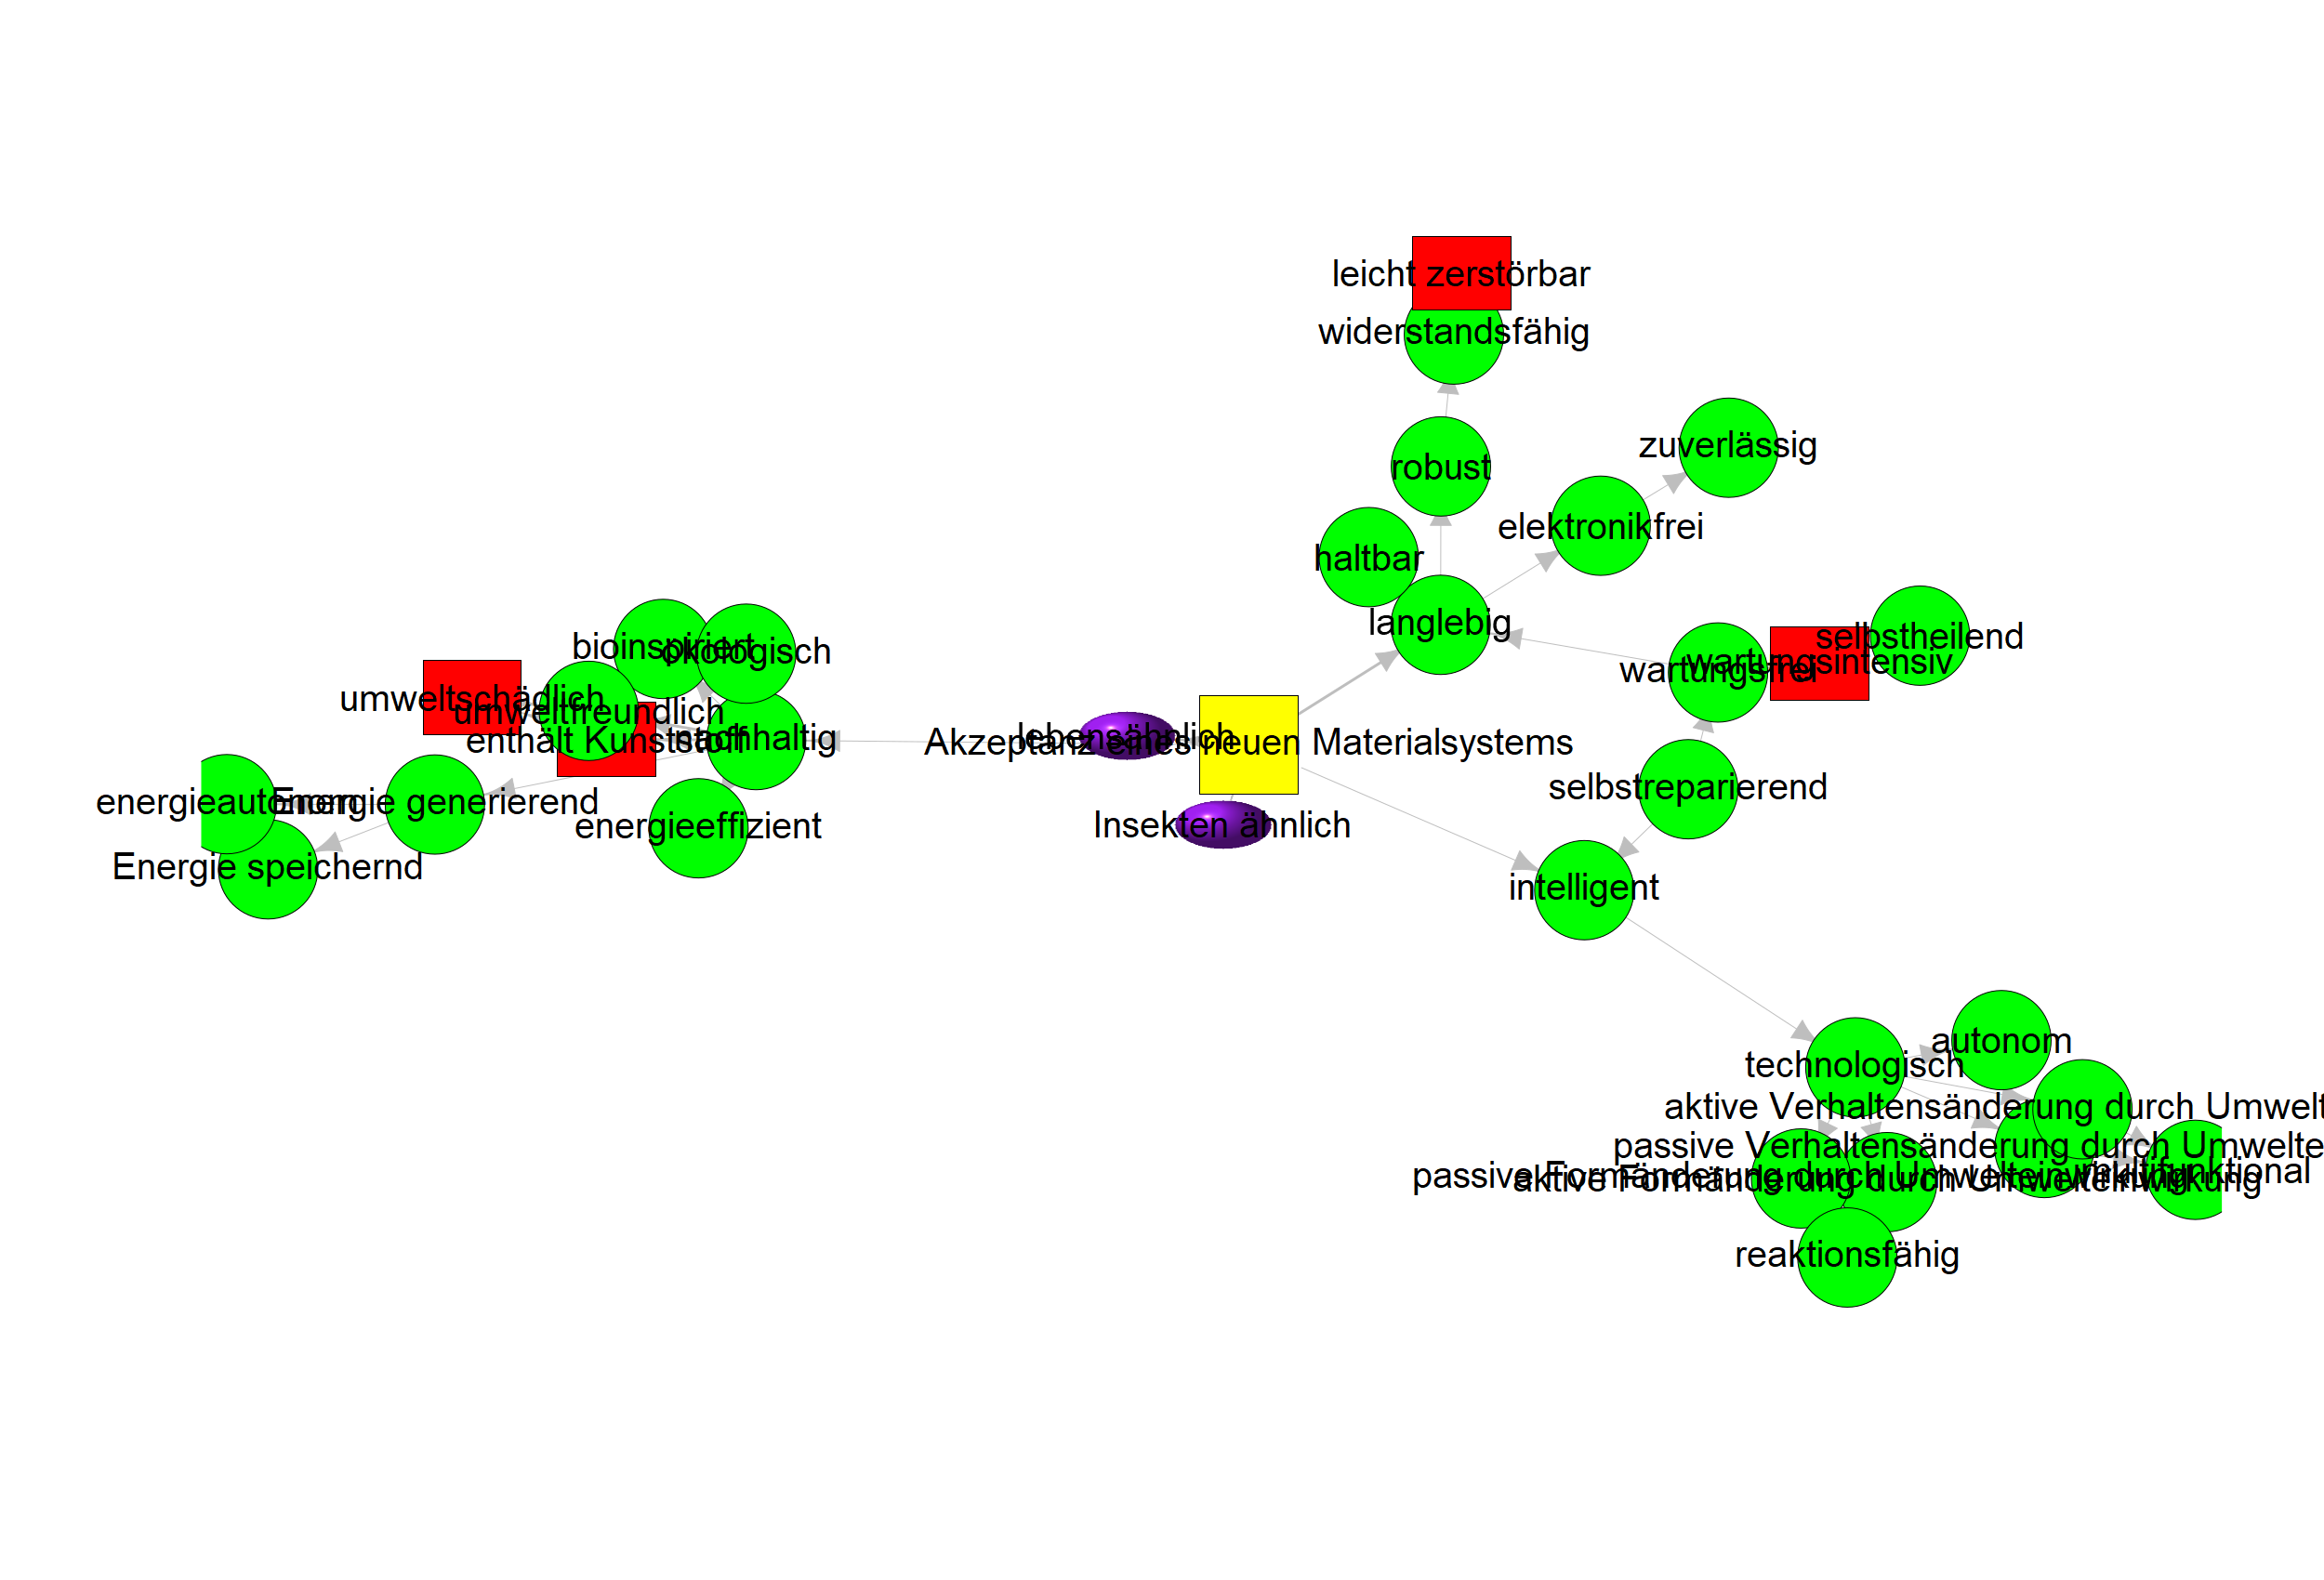 leicht zerstörbar
widerstandsfähig
zuverlässig
robust
elektronikfrei
haltbar
langlebig
selbstheilend
wartungsintensiv
wartungsfrei
bioinspiriert
ökologisch
umweltschädlich
umweltfreundlich
enthält Kunststoff
nachhaltig
lebensähnlich
Akzeptanz eines neuen Materialsystems
selbstreparierend
energieautonom
Energie generierend
energieeffizient
Insekten ähnlich
Energie speichernd
intelligent
autonom
technologisch
aktive Verhaltensänderung durch Umwelt
passive Verhaltensänderung durch Umwelte
passive Formänderung durch Umwelteinwirkung
multifunktional
aktive Formänderung durch Umwelteinwirkung
reaktionsfähig